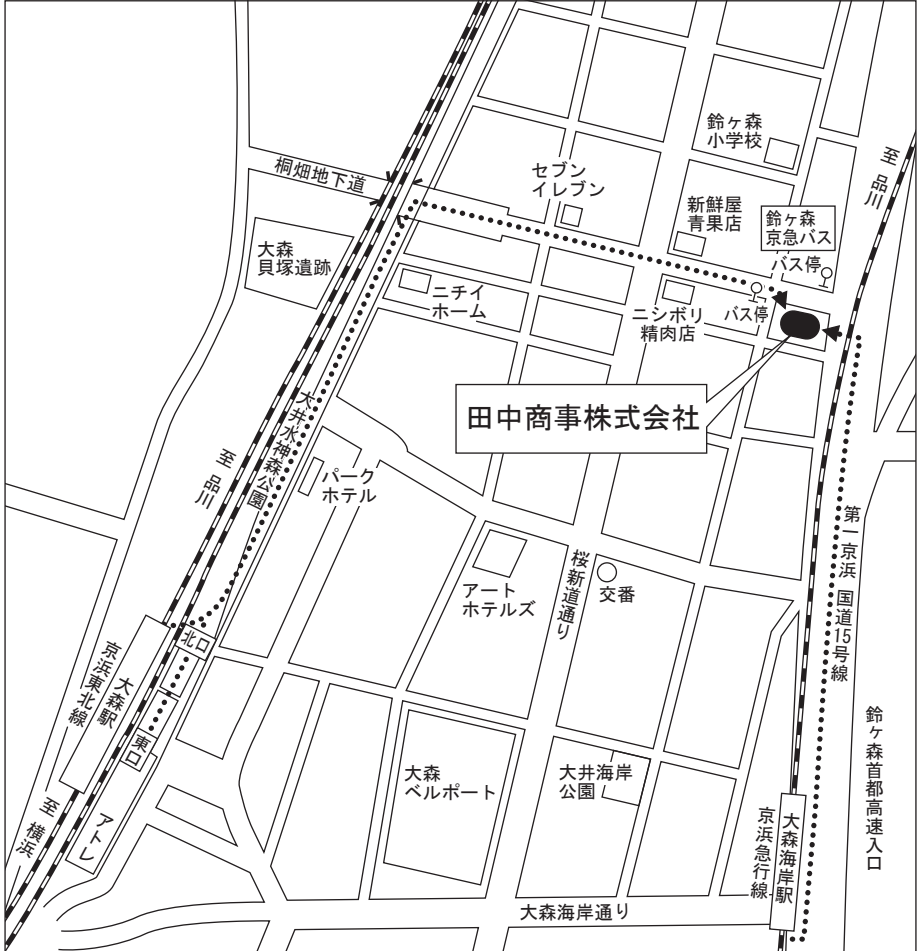 鈴ヶ森
小学校
至 品川
桐畑地下道
セブン
イレブン
新鮮屋
青果店
鈴ヶ森
京急バス
バス停
大森
貝塚遺跡
ニチイ
ホーム
ニシボリ
精肉店
バス停
田中商事株式会社
大井水神森公園
至 品川
パーク
ホテル
第一京浜 国道15号線
アート
ホテルズ
桜新道通り
交番
北口
大森駅
京浜東北線
東口
アトレ
至 横浜
大森
ベルポート
大井海岸
公園
鈴ヶ森首都高速入口
大森海岸駅
京浜急行線
大森海岸通り